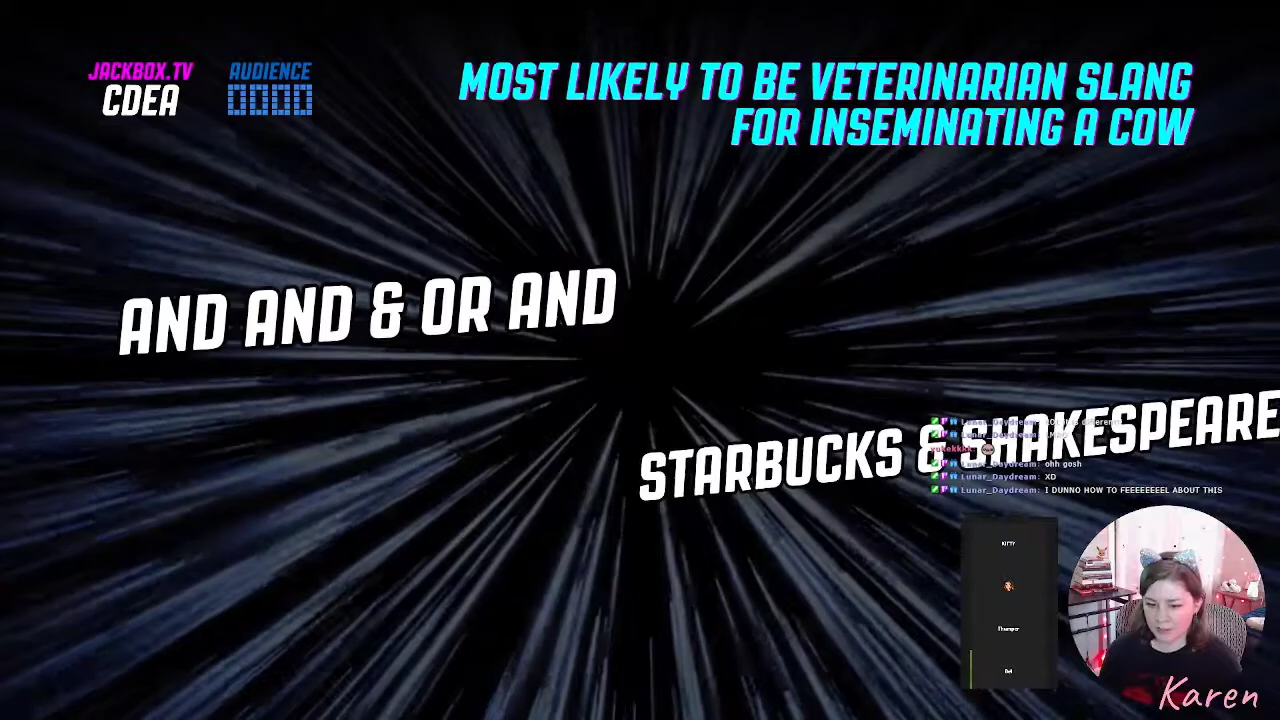 JACKBOX.TV
CDEA
AUDIENCE
MOST LIKELY TO BE VETERINARIAN SLANG
FOR INSEMINATING A COW
AND AND & OR AND
STARBUCKS & SHAKESPEARE
Lunar_Daydream: ohh gosh
Lunar_Daydream: XD
Lunar_Daydream: I DUNNO HOW TO FEEEEEEEEL ABOUT THIS
KITTY
Karen